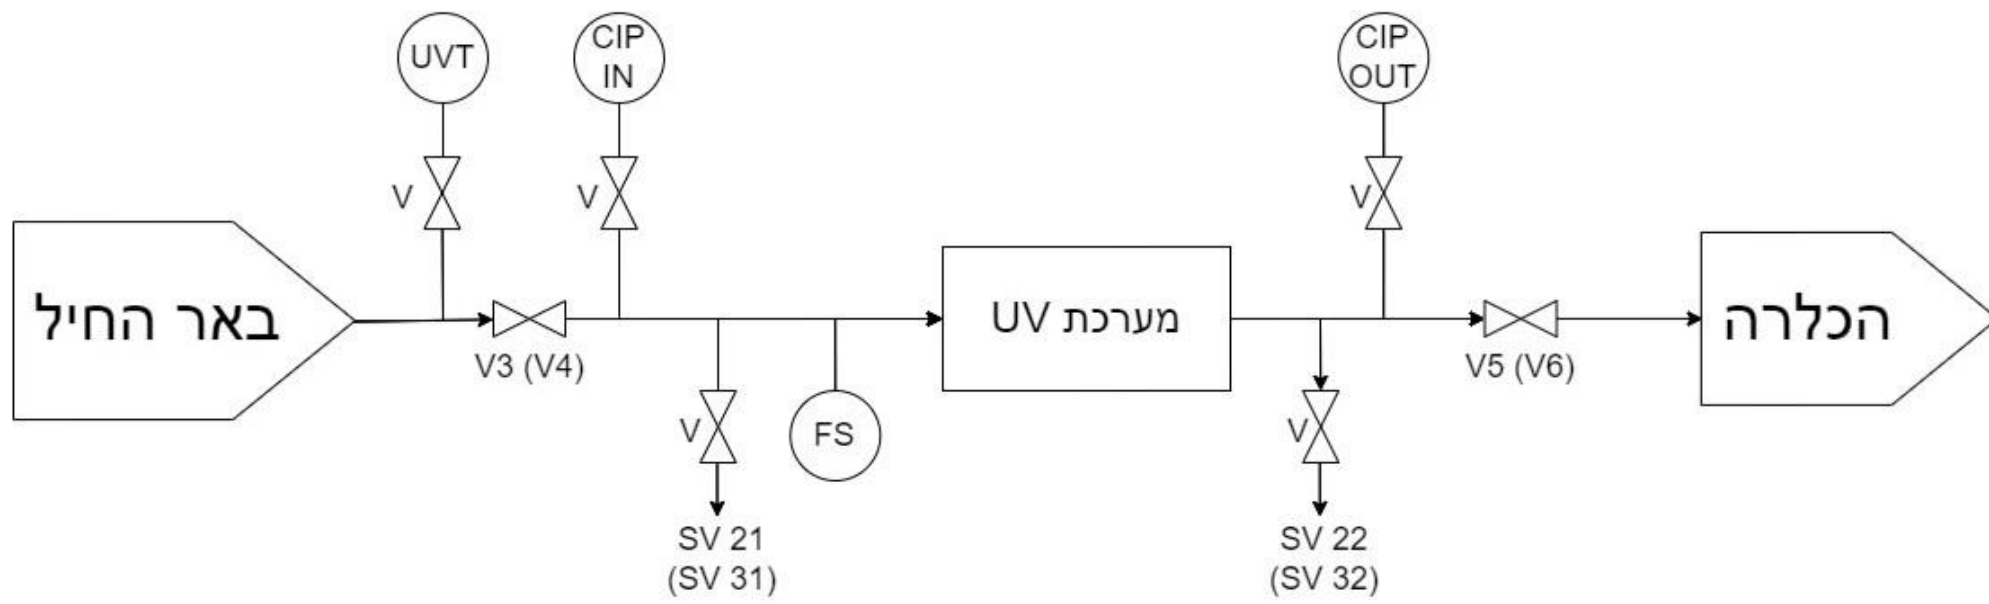 UVT
CIP
IN
CIP
OUT
V
V
V
באר החיל
V3 (V4)
מערכת UV
V5 (V6)
הכלרה
V
FS
V
SV 21
(SV 31)
SV 22
(SV 32)